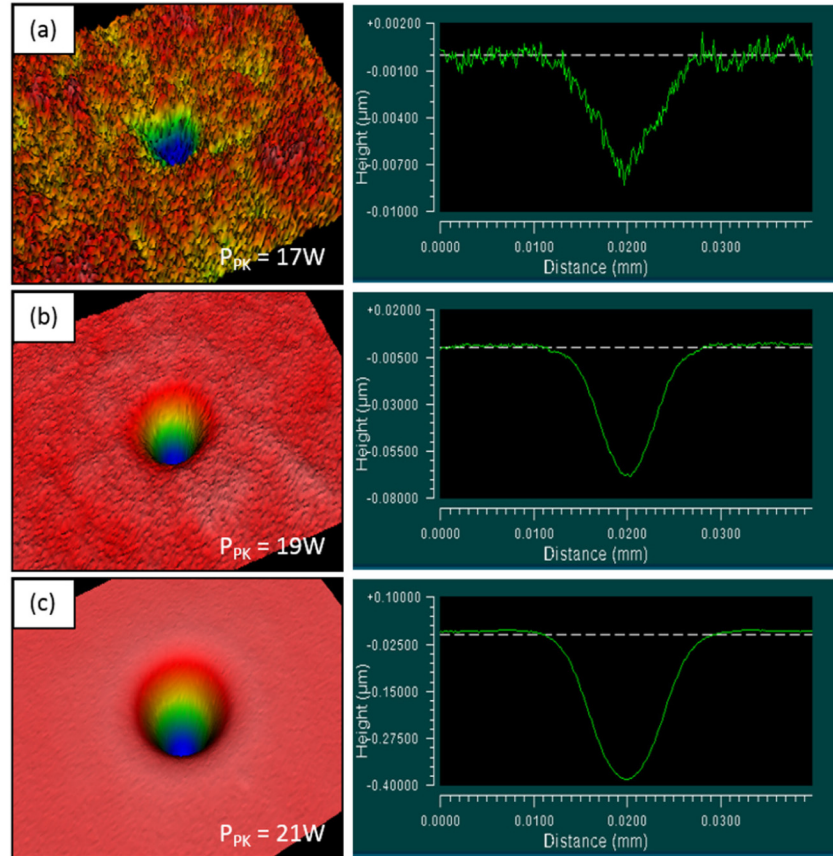 (a)
P_PK = 17W
+0.00200
-0.00100
-0.00400
-0.00700
-0.01000
Height (µm)
0.0000 0.0100 0.0200 0.0300
Distance (mm)
(b)
P_PK = 19W
+0.02000
-0.00500
-0.03000
-0.05500
-0.08000
Height (µm)
0.0000 0.0100 0.0200 0.0300
Distance (mm)
(c)
P_PK = 21W
+0.10000
-0.02500
-0.15000
-0.27500
-0.40000
Height (µm)
0.0000 0.0100 0.0200 0.0300
Distance (mm)